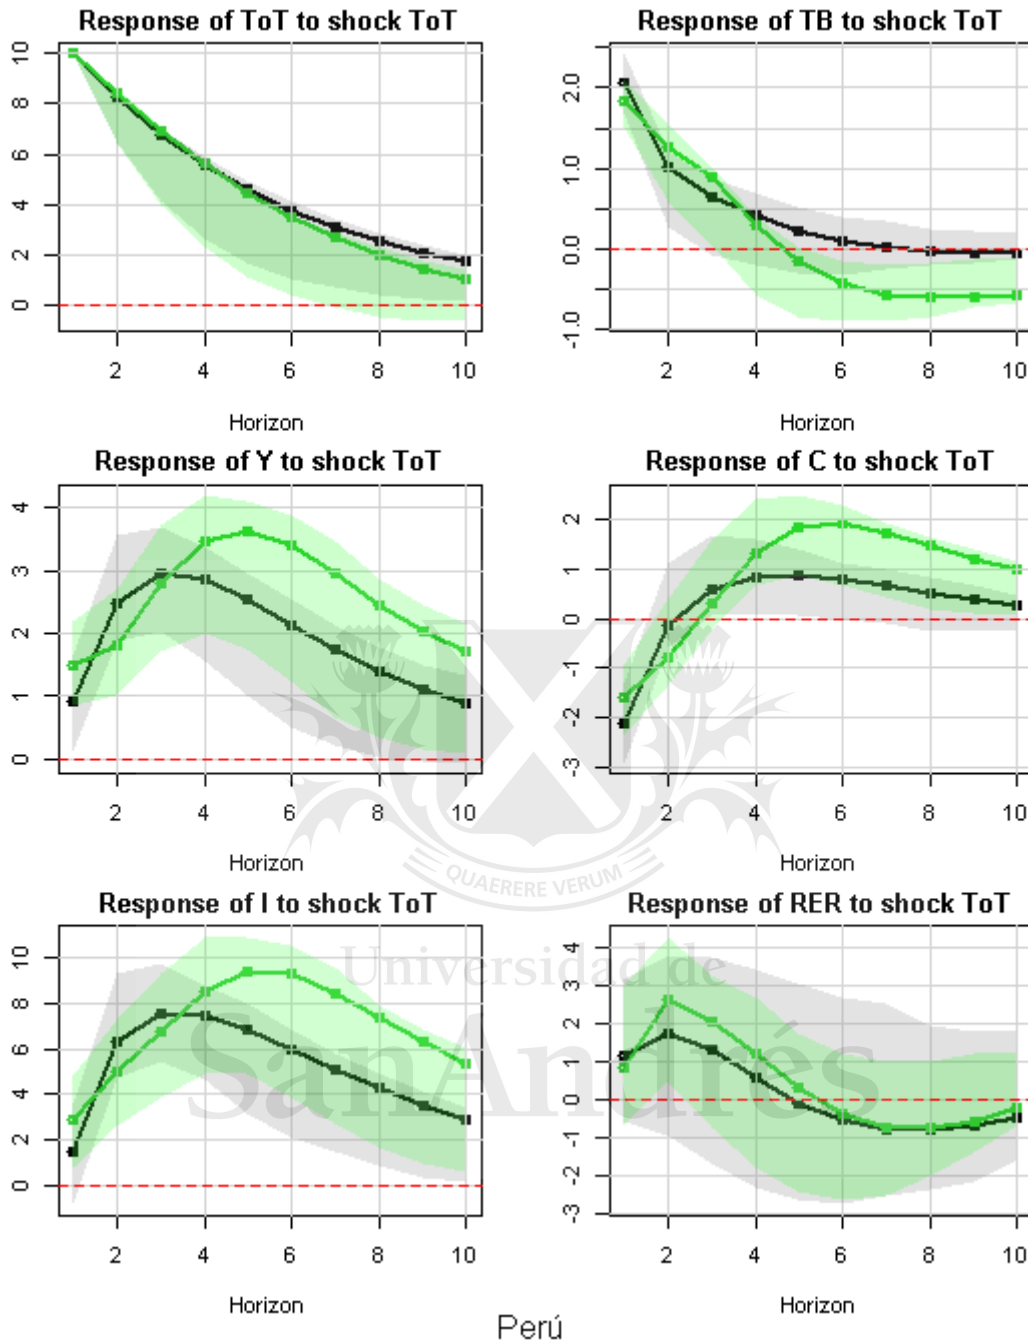 Response of ToT to shock ToT
10
8
6
4
2
0
2 4 6 8 10
Horizon
Response of TB to shock ToT
2.0
1.0
0.0
-1.0
2 4 6 8 10
Horizon
Response of Y to shock ToT
4
3
2
1
0
2 4 6 8 10
Horizon
Response of C to shock ToT
2
1
0
-1
-2
-3
2 4 6 8 10
Horizon
QUAERERE VERUM
Universidad de
SanAndrés
Response of I to shock ToT
10
8
6
4
2
0
2 4 6 8 10
Horizon
Response of RER to shock ToT
4
3
2
1
0
-1
-2
-3
2 4 6 8 10
Horizon
Perú